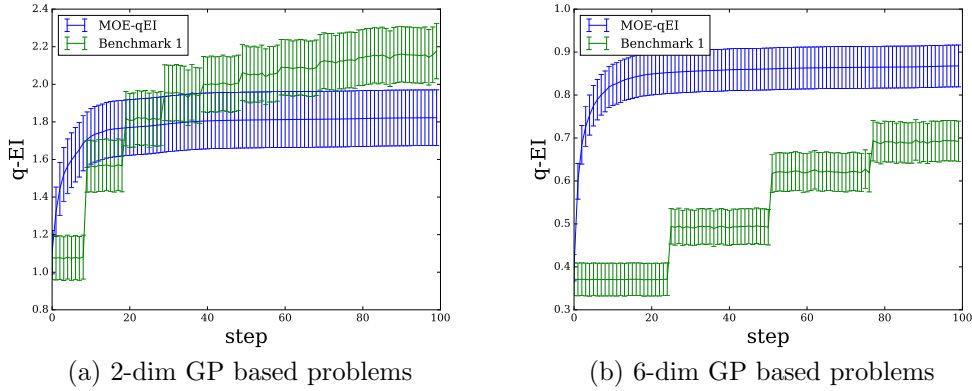 MOE-qEI
Benchmark 1
2.4
2.2
2.0
1.8
1.6
1.4
1.2
1.0
0.8
q-EI
0 20 40 60 80 100
step
(a) 2-dim GP based problems
MOE-qEI
Benchmark 1
1.0
0.9
0.8
0.7
0.6
0.5
0.4
0.3
q-EI
0 20 40 60 80 100
step
(b) 6-dim GP based problems